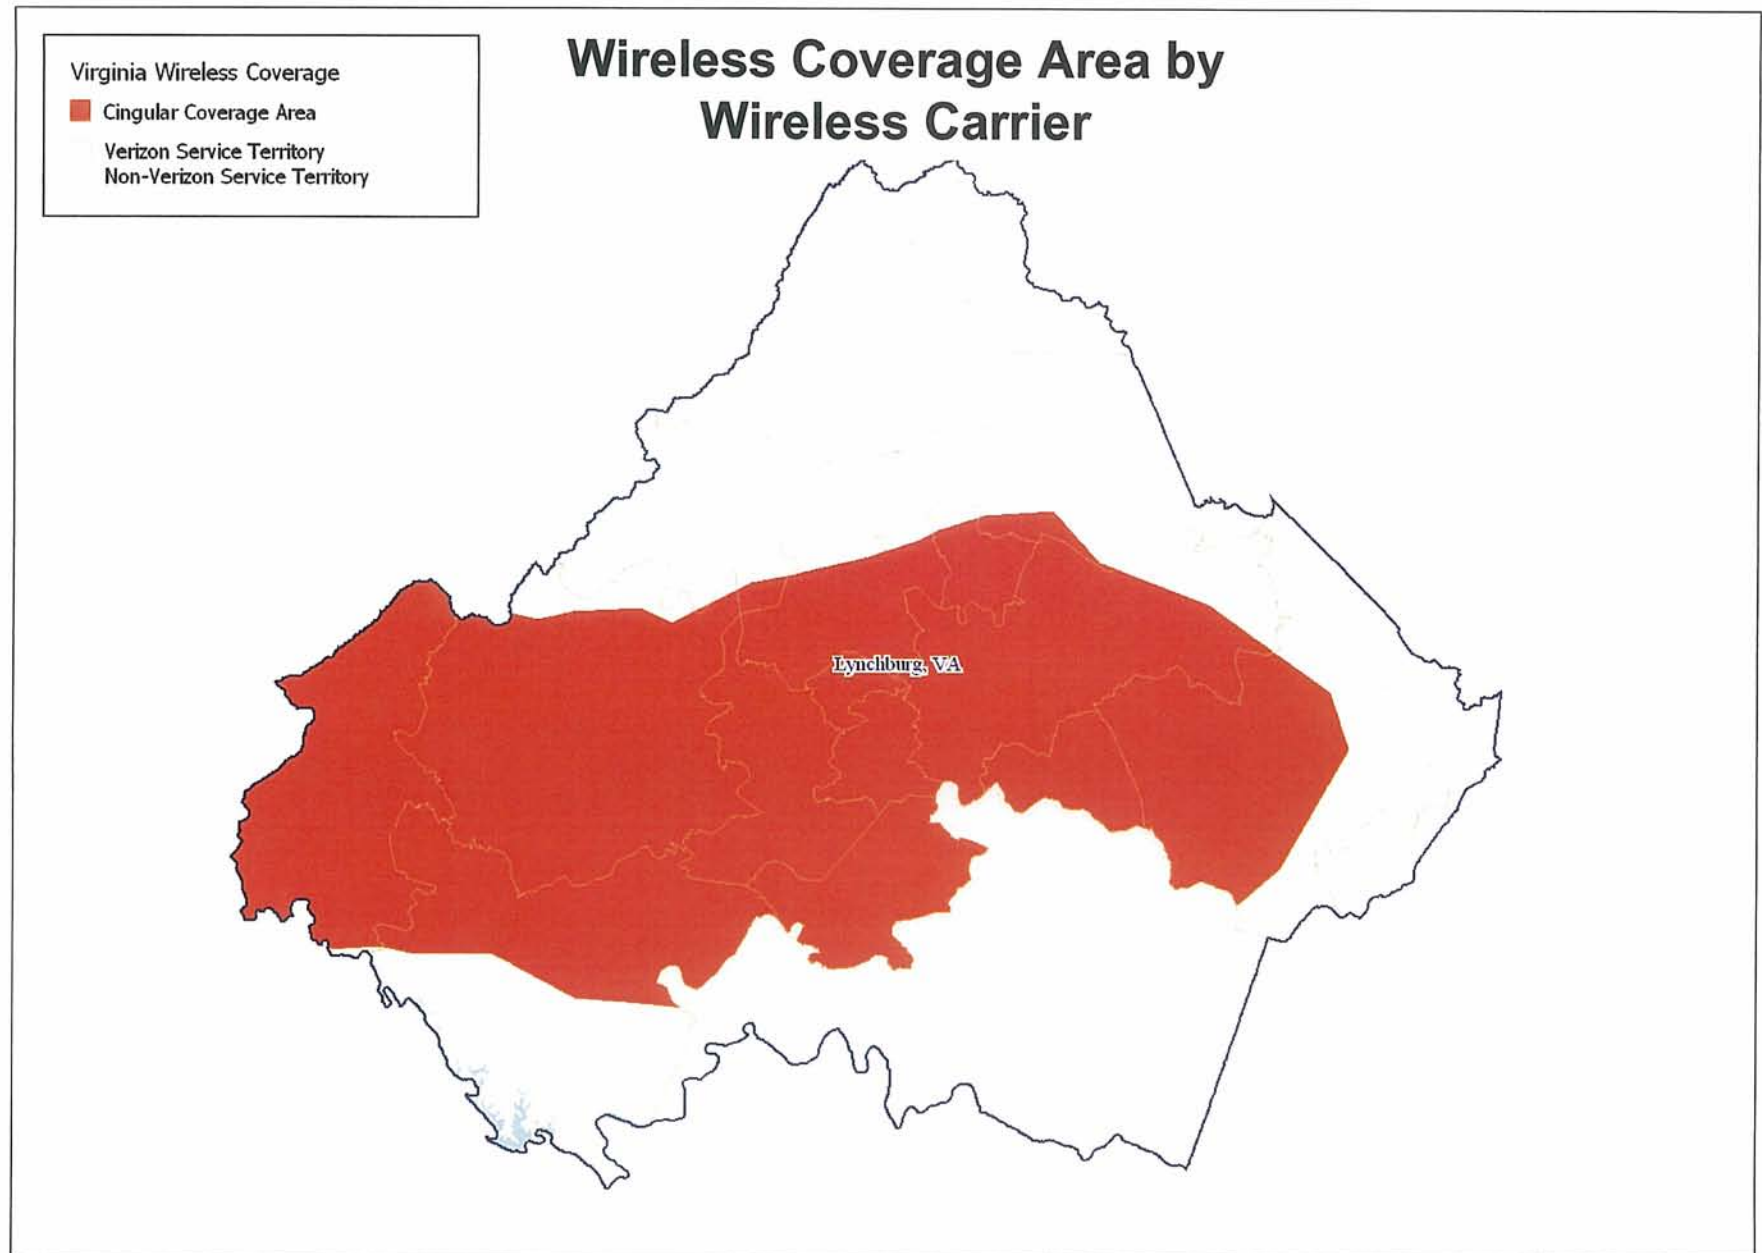 Wireless Coverage Area by
Wireless Carrier
Virginia Wireless Coverage
Cingular Coverage Area
Verizon Service Territory
Non-Verizon Service Territory
Lynchburg, VA